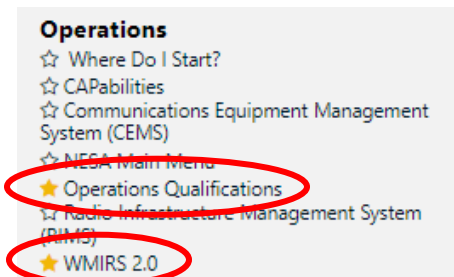 Operations
Where Do I Start?
CAPabilities
Communications Equipment Management
System (CEMS)
NESA Main Menu
Operations Qualifications
Radio Infrastructure Management System
(RIMS)
WMIRS 2.0